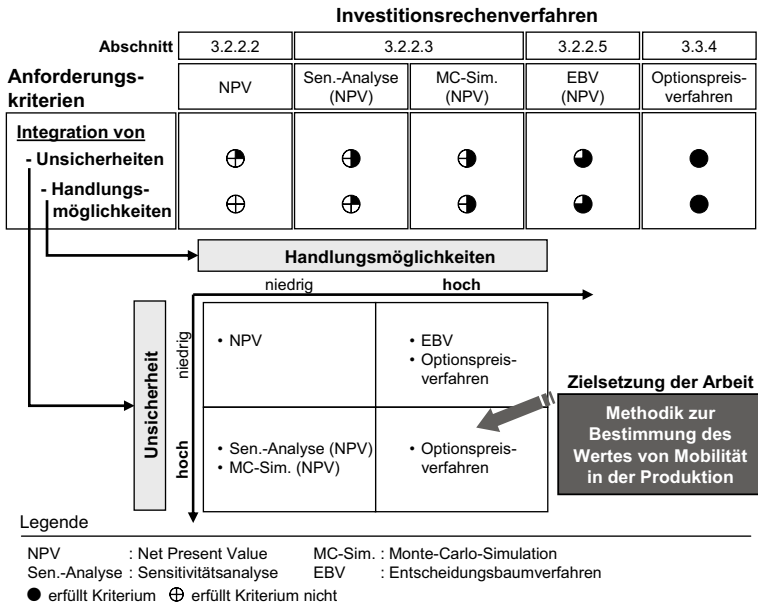 Investitionsrechenverfahren
Abschnitt 3.2.2.2 3.2.2.3 3.2.2.5 3.3.4
Anforderungs-
kriterien
NPV
Sen.-Analyse
(NPV)
MC-Sim.
(NPV)
EBV
(NPV)
Optionspreis-
verfahren
Integration von
- Unsicherheiten
- Handlungs-
möglichkeiten
Handlungsmöglichkeiten
niedrig hoch
Unsicherheit
niedrig
hoch
• NPV
• EBV
• Optionspreis-
verfahren
• Sen.-Analyse (NPV)
• MC-Sim. (NPV)
• Optionspreis-
verfahren
Zielsetzung der Arbeit
Methodik zur
Bestimmung des
Wertes von Mobilität
in der Produktion
Legende
NPV : Net Present Value MC-Sim. : Monte-Carlo-Simulation
Sen.-Analyse : Sensitivitätsanalyse EBV : Entscheidungsbaumverfahren
erfüllt Kriterium erfüllt Kriterium nicht